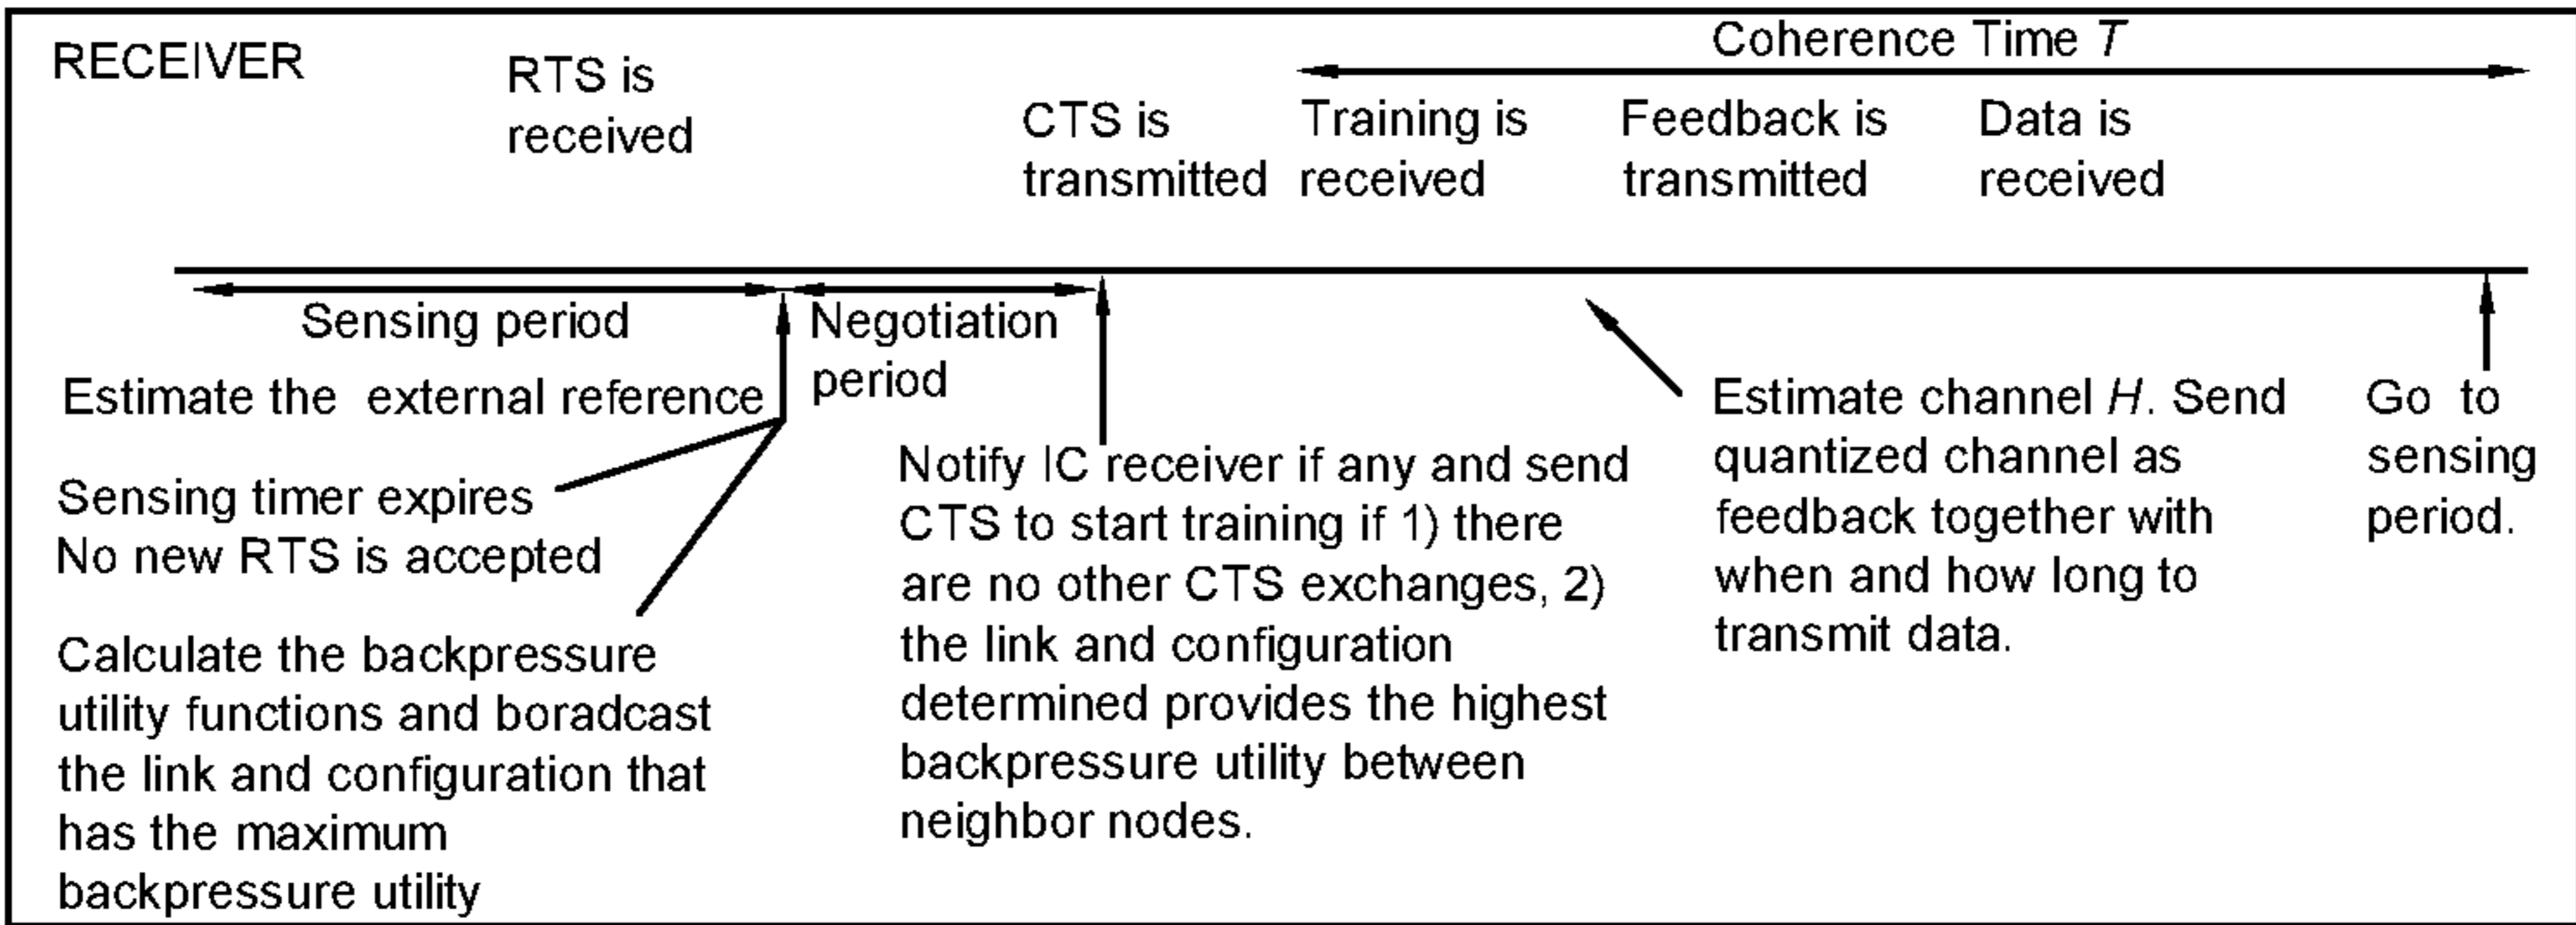 RECEIVER
RTS is
received
Coherence Time T
CTS is
transmitted
Training is
received
Feedback is
transmitted
Data is
received
Sensing period
Negotiation
period
Estimate the external reference
Sensing timer expires
No new RTS is accepted
Calculate the backpressure
utility functions and boradcast
the link and configuration that
has the maximum
backpressure utility
Notify IC receiver if any and send
CTS to start training if 1) there
are no other CTS exchanges, 2)
the link and configuration
determined provides the highest
backpressure utility between
neighbor nodes.
Estimate channel H. Send
quantized channel as
feedback together with
when and how long to
transmit data.
Go to
sensing
period.